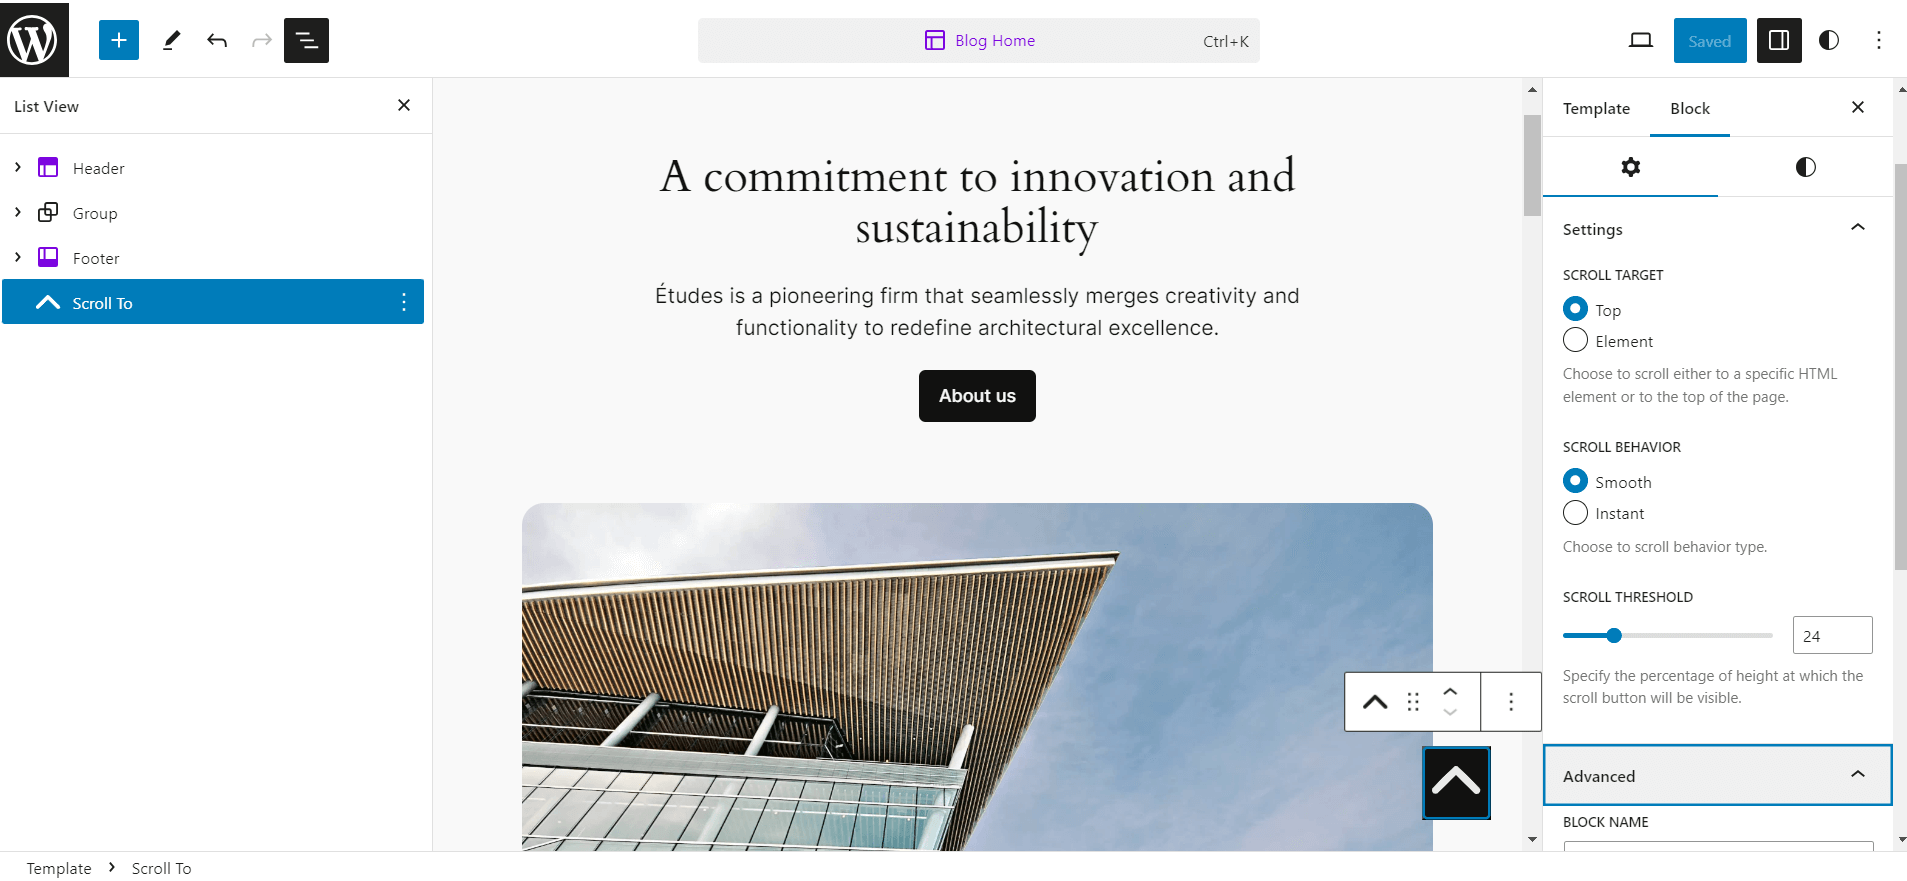 Blog Home
Ctrl+K
Saved
List View
Header
Group
Footer
Scroll To
A commitment to innovation and
sustainability
Études is a pioneering firm that seamlessly merges creativity and
functionality to redefine architectural excellence.
About us
Template
Block
Settings
SCROLL TARGET
Top
Element
Choose to scroll either to a specific HTML
element or to the top of the page.
SCROLL BEHAVIOR
Smooth
Instant
Choose to scroll behavior type.
SCROLL THRESHOLD
24
Specify the percentage of height at which the
scroll button will be visible.
Advanced
BLOCK NAME
Template
Scroll To